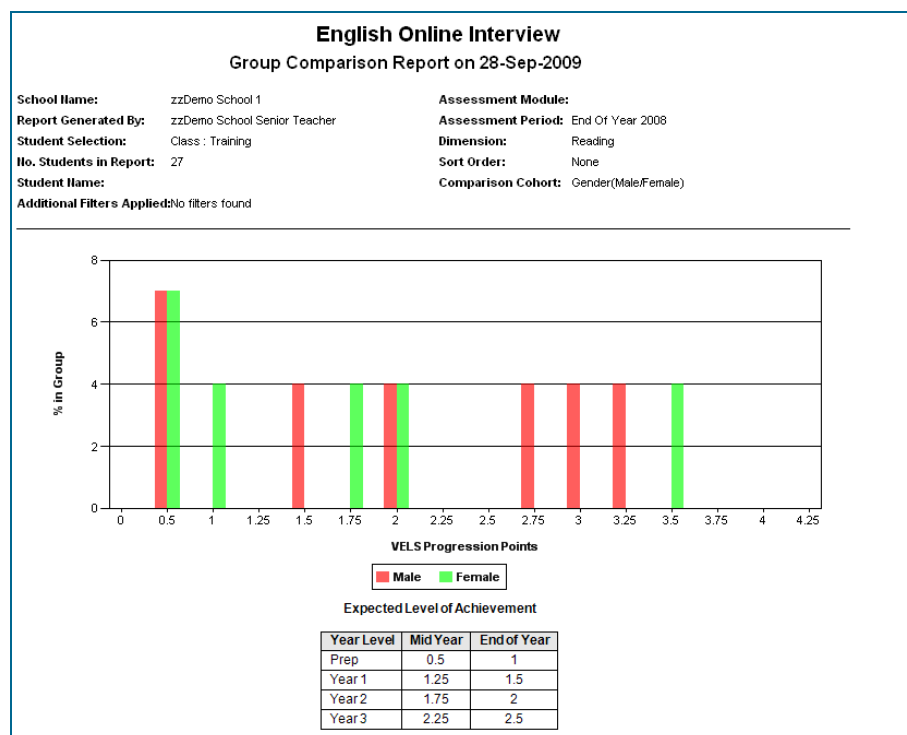 English Online Interview
Group Comparison Report on 28-Sep-2009
School Name: zzDemo School 1 Assessment Module:
Report Generated By: zzDemo School Senior Teacher Assessment Period: End Of Year 2008
Student Selection: Class : Training Dimension: Reading
No. Students in Report: 27 Sort Order: None
Student Name: Comparison Cohort: Gender(Male/Female)
Additional Filters Applied:No filters found
8
6
4
2
0
% in Group
0 0.5 1 1.25 1.5 1.75 2 2.25 2.5 2.75 3 3.25 3.5 3.75 4 4.25
VELS Progression Points
Male Female
Expected Level of Achievement
Year Level Mid Year End of Year
Prep 0.5 1
Year 1 1.25 1.5
Year 2 1.75 2
Year 3 2.25 2.5